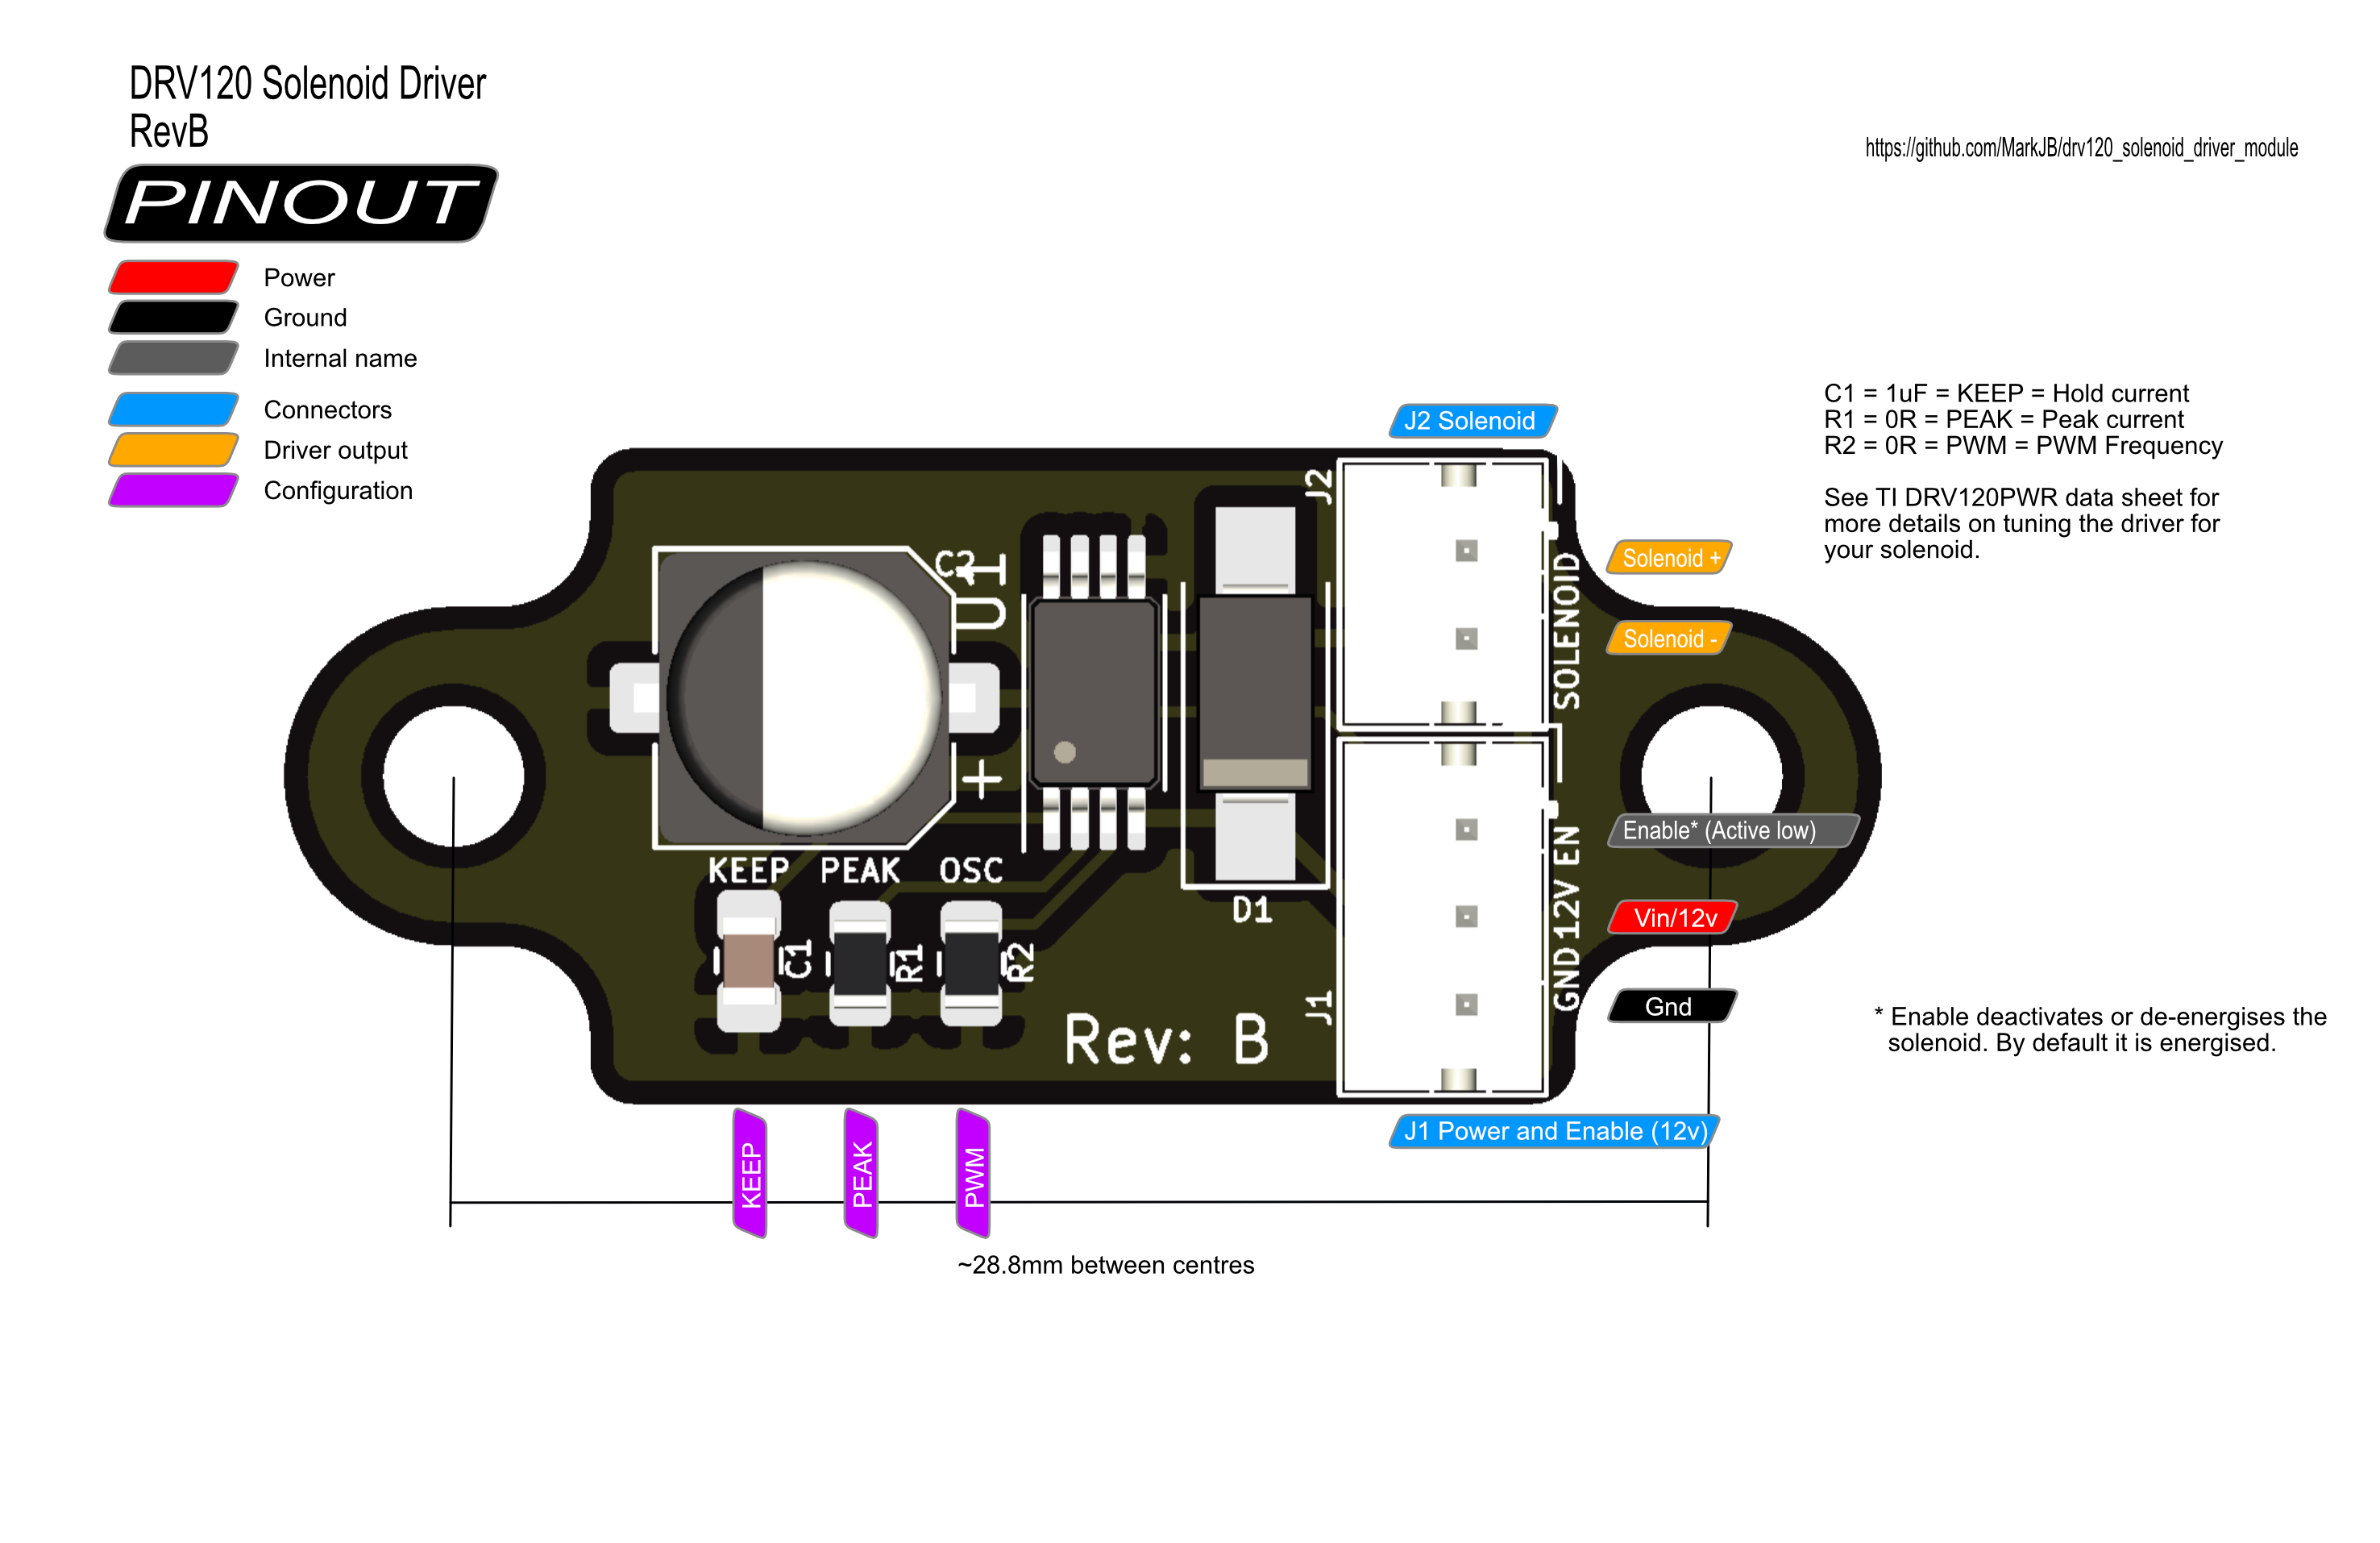 DRV120 Solenoid Driver
RevB
PINOUT
https://github.com/MarkJB/drv120_solenoid_driver_module
Power
Ground
Internal name
Connectors
Driver output
Configuration
C1 = 1uF = KEEP = Hold current
R1 = 0R = PEAK = Peak current
R2 = 0R = PWM = PWM Frequency
See TI DRV120PWR data sheet for
more details on tuning the driver for
your solenoid.
J2 Solenoid
J2
C2
U1
+
SOLENOID
Solenoid +
Solenoid -
Enable* (Active low)
Vin/12v
Gnd
GND 12V EN
KEEP PEAK OSC
C1
R1
R2
D1
J1
Rev: B
* Enable deactivates or de-energises the
solenoid. By default it is energised.
J1 Power and Enable (12v)
KEEP
PEAK
PWM
~28.8mm between centres